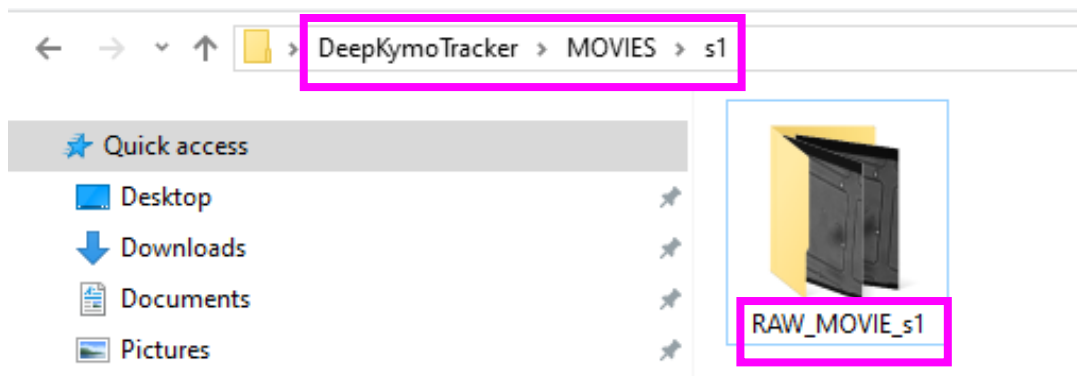 DeepKymoTracker > MOVIES > s1
Quick access
Desktop
Downloads
Documents
Pictures
RAW_MOVIE_s1